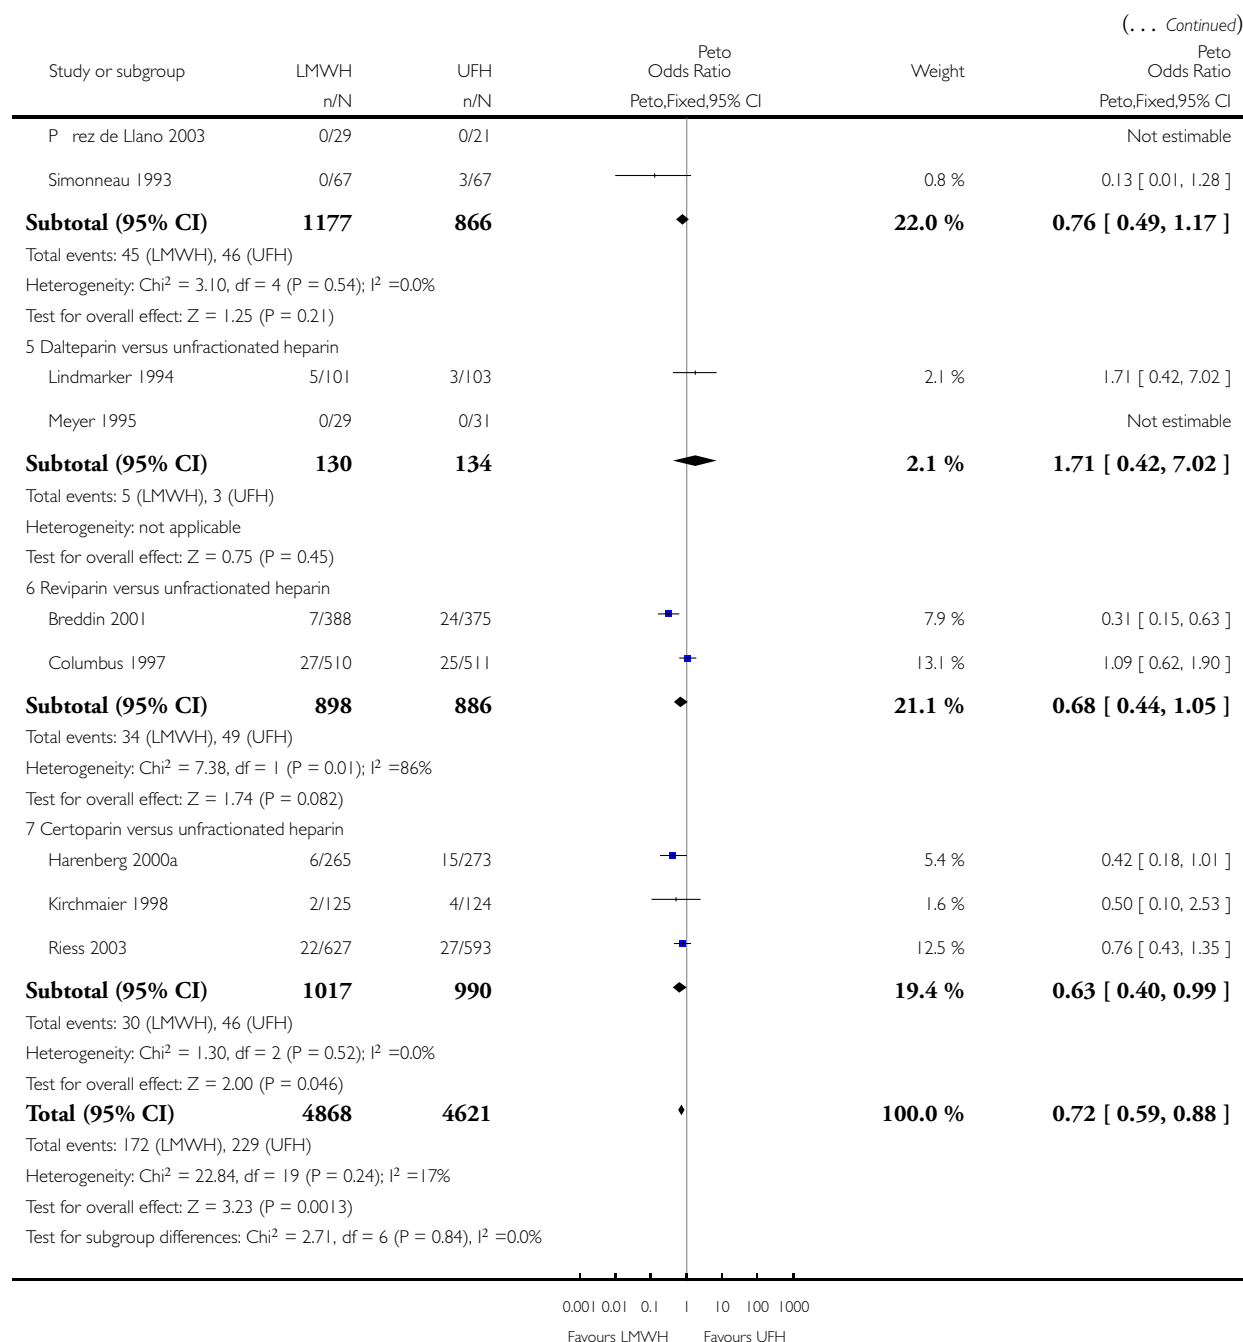 (... Continued)
Peto Peto
Study or subgroup LMWH UFH Odds Ratio Weight Odds Ratio
n/N n/N Peto,Fixed,95% CI Peto,Fixed,95% CI
P rez de Llano 2003 0/29 0/21 Not estimable
Simonneau 1993 0/67 3/67 0.8 % 0.13 [ 0.01, 1.28 ]
Subtotal (95% CI) 1177 866 22.0 % 0.76 [ 0.49, 1.17 ]
Total events: 45 (LMWH), 46 (UFH)
Heterogeneity: Chi² = 3.10, df = 4 (P = 0.54); I² =0.0%
Test for overall effect: Z = 1.25 (P = 0.21)
5 Dalteparin versus unfractionated heparin
Lindmarker 1994 5/101 3/103 2.1 % 1.71 [ 0.42, 7.02 ]
Meyer 1995 0/29 0/31 Not estimable
Subtotal (95% CI) 130 134 2.1 % 1.71 [ 0.42, 7.02 ]
Total events: 5 (LMWH), 3 (UFH)
Heterogeneity: not applicable
Test for overall effect: Z = 0.75 (P = 0.45)
6 Reviparin versus unfractionated heparin
Breddin 2001 7/388 24/375 7.9 % 0.31 [ 0.15, 0.63 ]
Columbus 1997 27/510 25/511 13.1 % 1.09 [ 0.62, 1.90 ]
Subtotal (95% CI) 898 886 21.1 % 0.68 [ 0.44, 1.05 ]
Total events: 34 (LMWH), 49 (UFH)
Heterogeneity: Chi² = 7.38, df = 1 (P = 0.01); I² =86%
Test for overall effect: Z = 1.74 (P = 0.082)
7 Certoparin versus unfractionated heparin
Harenberg 2000a 6/265 15/273 5.4 % 0.42 [ 0.18, 1.01 ]
Kirchmaier 1998 2/125 4/124 1.6 % 0.50 [ 0.10, 2.53 ]
Riess 2003 22/627 27/593 12.5 % 0.76 [ 0.43, 1.35 ]
Subtotal (95% CI) 1017 990 19.4 % 0.63 [ 0.40, 0.99 ]
Total events: 30 (LMWH), 46 (UFH)
Heterogeneity: Chi² = 1.30, df = 2 (P = 0.52); I² =0.0%
Test for overall effect: Z = 2.00 (P = 0.046)
Total (95% CI) 4868 4621 100.0 % 0.72 [ 0.59, 0.88 ]
Total events: 172 (LMWH), 229 (UFH)
Heterogeneity: Chi² = 22.84, df = 19 (P = 0.24); I² =17%
Test for overall effect: Z = 3.23 (P = 0.0013)
Test for subgroup differences: Chi² = 2.71, df = 6 (P = 0.84), I² =0.0%
0.001 0.01 0.1 1 10 100 1000
Favours LMWH Favours UFH